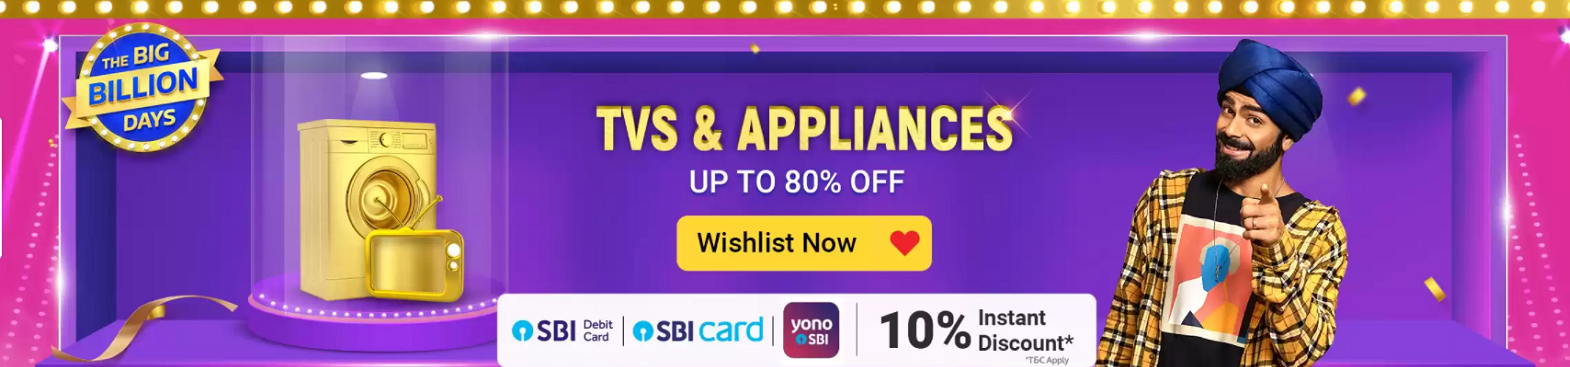 THE BIG
BILLION
DAYS
TVS & APPLIANCES
UP TO 80% OFF
Wishlist Now
SBI Debit Card
SBI card
yono
SBI
10% Instant Discount*
*T&C Apply